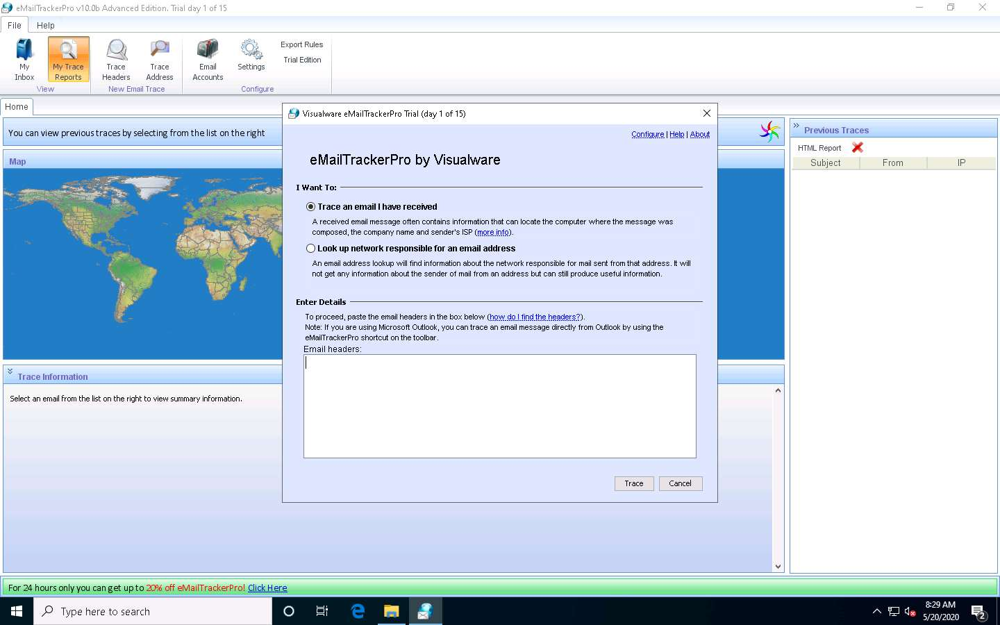 eMailTrackerPro v10.0b Advanced Edition. Trial day 1 of 15
File
Help
My
Inbox
My Trace
Reports
Trace
Headers
Trace
Address
Email
Accounts
Settings
Export Rules
Trial Edition
View
New Email Trace
Configure
Home
You can view previous traces by selecting from the list on the right
Map
Visualware eMailTrackerPro Trial (day 1 of 15)
Configure | Help | About
eMailTrackerPro by Visualware
I Want To:
Trace an email I have received
A received email message often contains information that can locate the computer where the message was
composed, the company name and sender's ISP (more info).
Look up network responsible for an email address
An email address lookup will find information about the network responsible for mail sent from that address. It will
not get any information about the sender of mail from an address but can still produce useful information.
Enter Details
To proceed, paste the email headers in the box below (how do I find the headers?).
Note: If you are using Microsoft Outlook, you can trace an email message directly from Outlook by using the
eMailTrackerPro shortcut on the toolbar.
Email headers:
Trace
Cancel
Previous Traces
HTML Report
Subject
From
IP
Trace Information
Select an email from the list on the right to view summary information.
For 24 hours only you can get up to 20% off eMailTrackerPro! Click Here
Type here to search
8:29 AM
5/20/2020
2